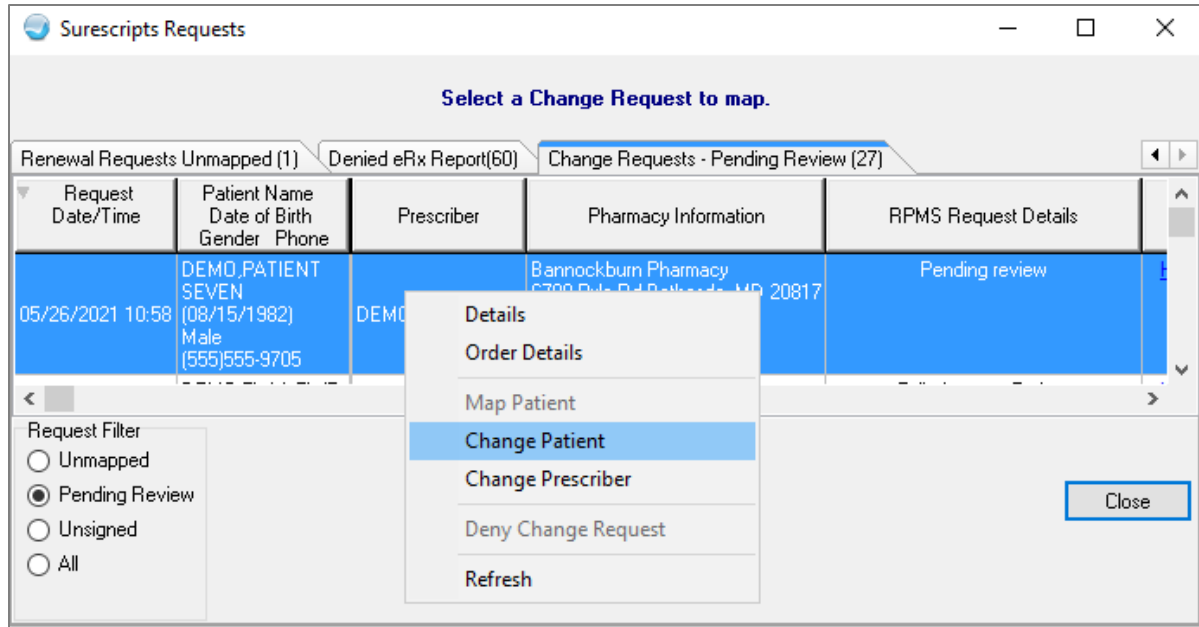 Surescripts Requests
Select a Change Request to map.
Renewal Requests Unmapped (1) Denied eRx Report(60) Change Requests - Pending Review (27)
Request
Date/Time
Patient Name
Date of Birth
Gender Phone
Prescriber
Pharmacy Information
RPMS Request Details
05/26/2021 10:58
DEMO,PATIENT
SEVEN
(08/15/1982)
Male
(555)555-9705
Bannockburn Pharmacy
MD 20817
Pending review
Details
Order Details
Map Patient
Change Patient
Change Prescriber
Deny Change Request
Refresh
Request Filter
Unmapped
Pending Review
Unsigned
All
Close